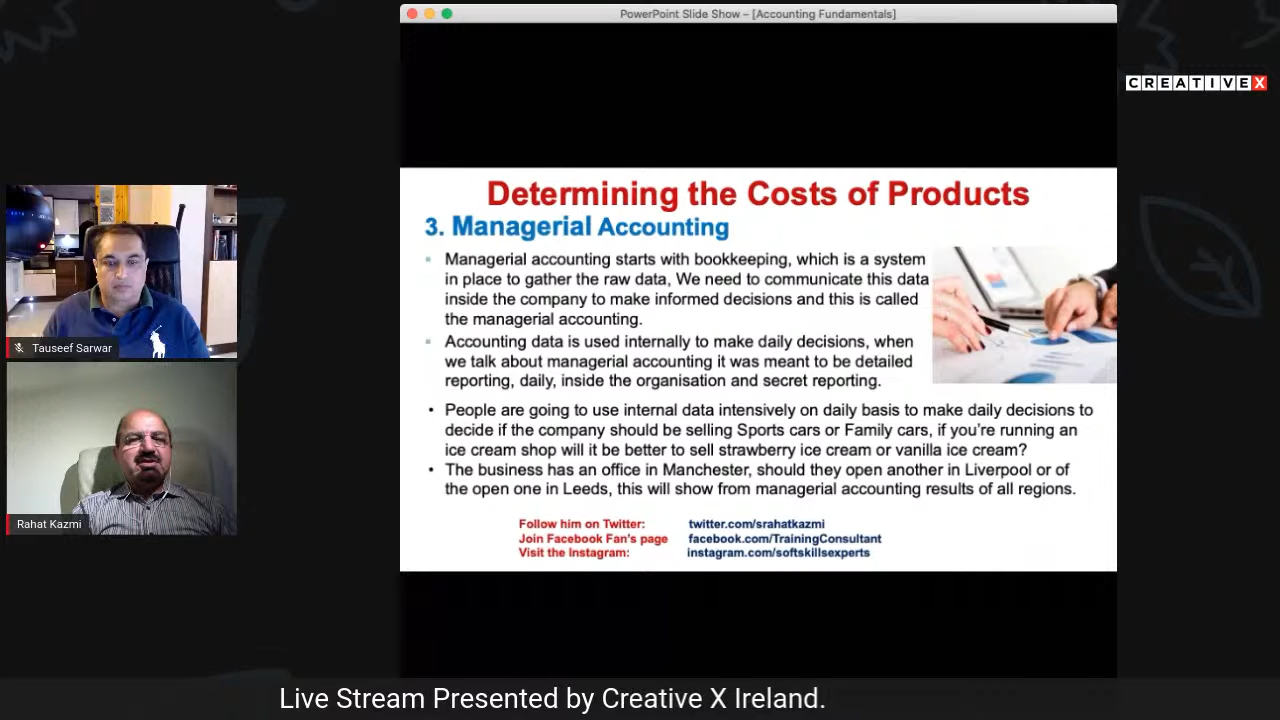 PowerPoint Slide Show – [Accounting Fundamentals]
CREATIVEX
Determining the Costs of Products
3. Managerial Accounting
Managerial accounting starts with bookkeeping, which is a system
in place to gather the raw data, We need to communicate this data
inside the company to make informed decisions and this is called
the managerial accounting.
Accounting data is used internally to make daily decisions, when
we talk about managerial accounting it was meant to be detailed
reporting, daily, inside the organisation and secret reporting.
• People are going to use internal data intensively on daily basis to make daily decisions to
decide if the company should be selling Sports cars or Family cars, if you're running an
ice cream shop will it be better to sell strawberry ice cream or vanilla ice cream?
• The business has an office in Manchester, should they open another in Liverpool or of
the open one in Leeds, this will show from managerial accounting results of all regions.
Follow him on Twitter: twitter.com/srahatkazmi
Join Facebook Fan's page facebook.com/TrainingConsultant
Visit the Instagram: instagram.com/softskillsexperts
Tauseef Sarwar
Rahat Kazmi
Live Stream Presented by Creative X Ireland.